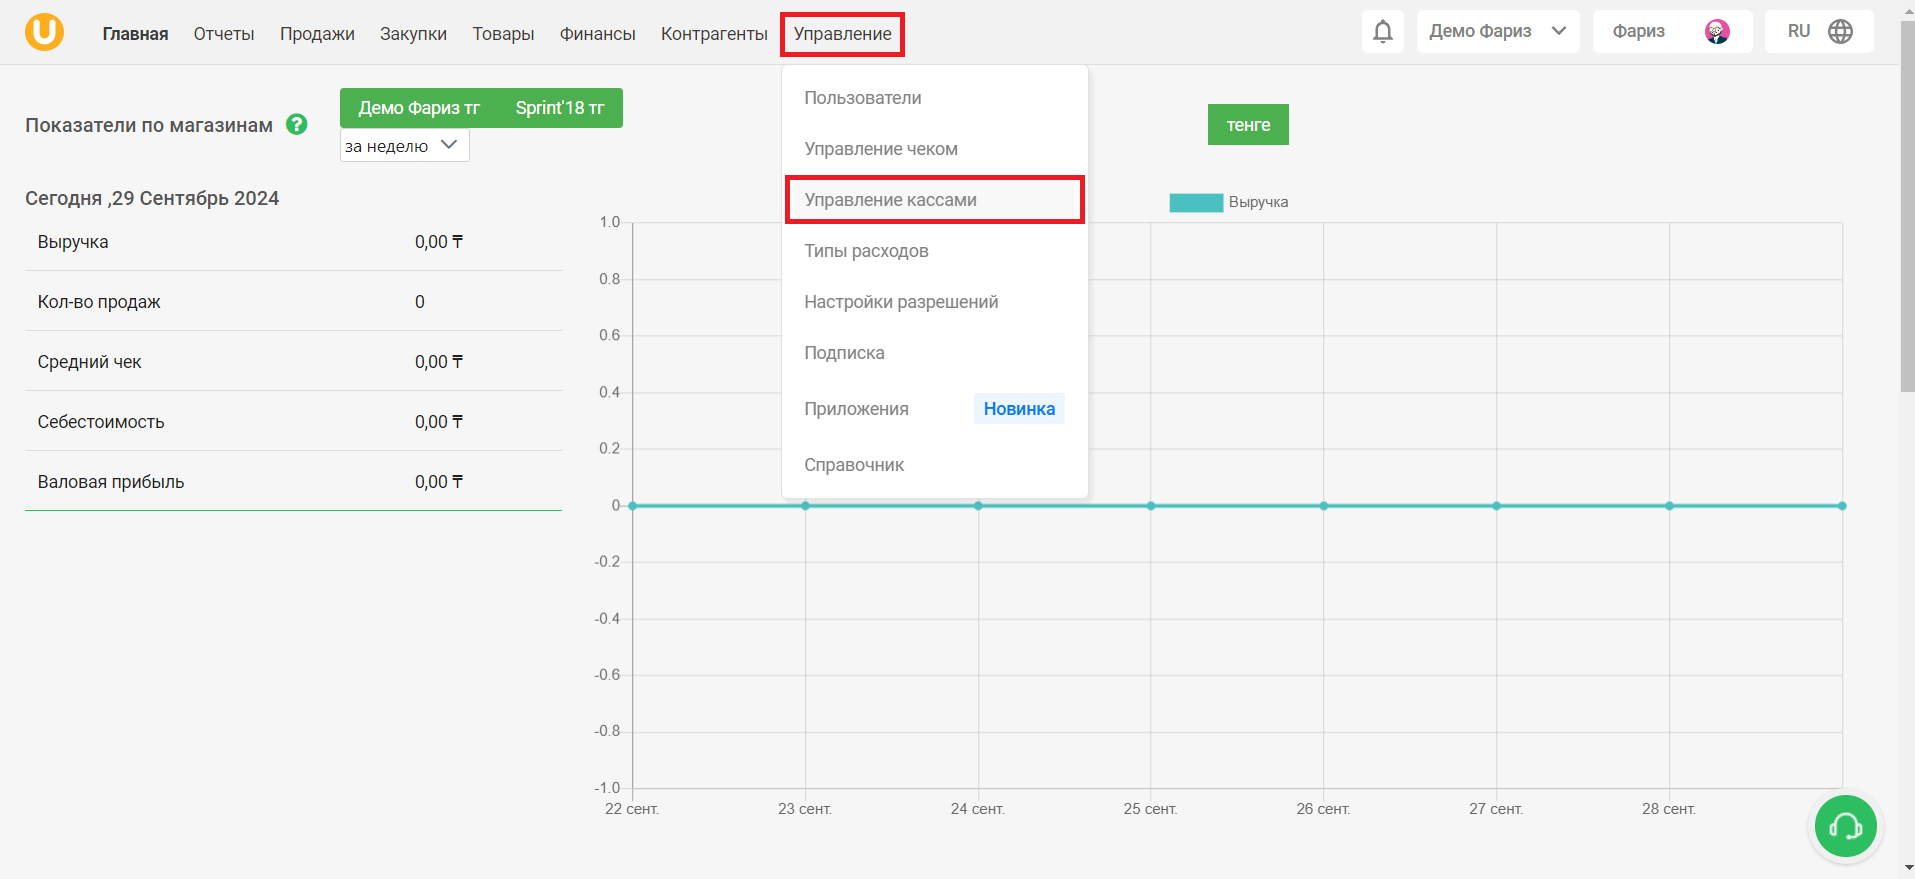 Главная Отчеты Продажи Закупки Товары Финансы Контрагенты Управление Демо Фариз Фариз RU
Пользователи
Управление чеком
Управление кассами
Типы расходов
Настройки разрешений
Подписка
Приложения Новинка
Справочник
Показатели по магазинам ?
Демо Фариз тг Sprint'18 тг
за неделю
тенге
Сегодня ,29 Сентябрь 2024
Выручка 0,00 ₸
Кол-во продаж 0
Средний чек 0,00 ₸
Себестоимость 0,00 ₸
Валовая прибыль 0,00 ₸
Выручка
1.0
0.8
0.6
0.4
0.2
0
-0.2
-0.4
-0.6
-0.8
-1.0
22 сент. 23 сент. 24 сент. 25 сент. 26 сент. 27 сент. 28 сент.